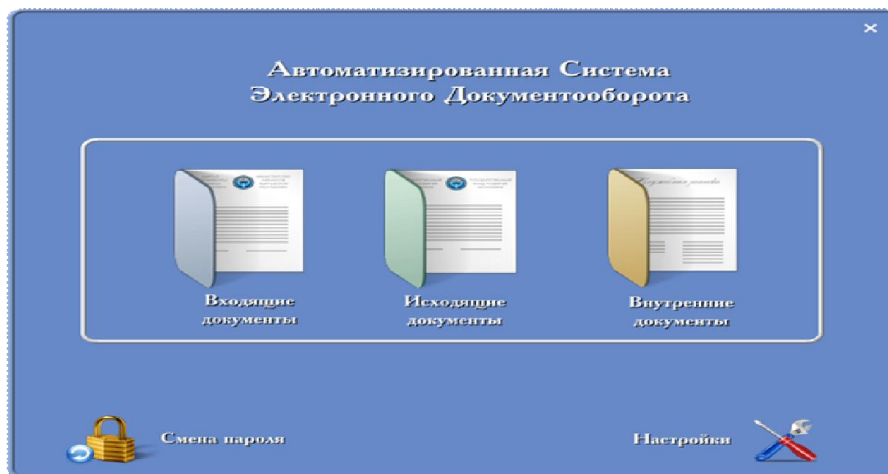 Автоматизированная Система
Электронного Документооборота
Входящие
документы
Исходящие
документы
Внутренние
документы
Смена пароля
Настройки